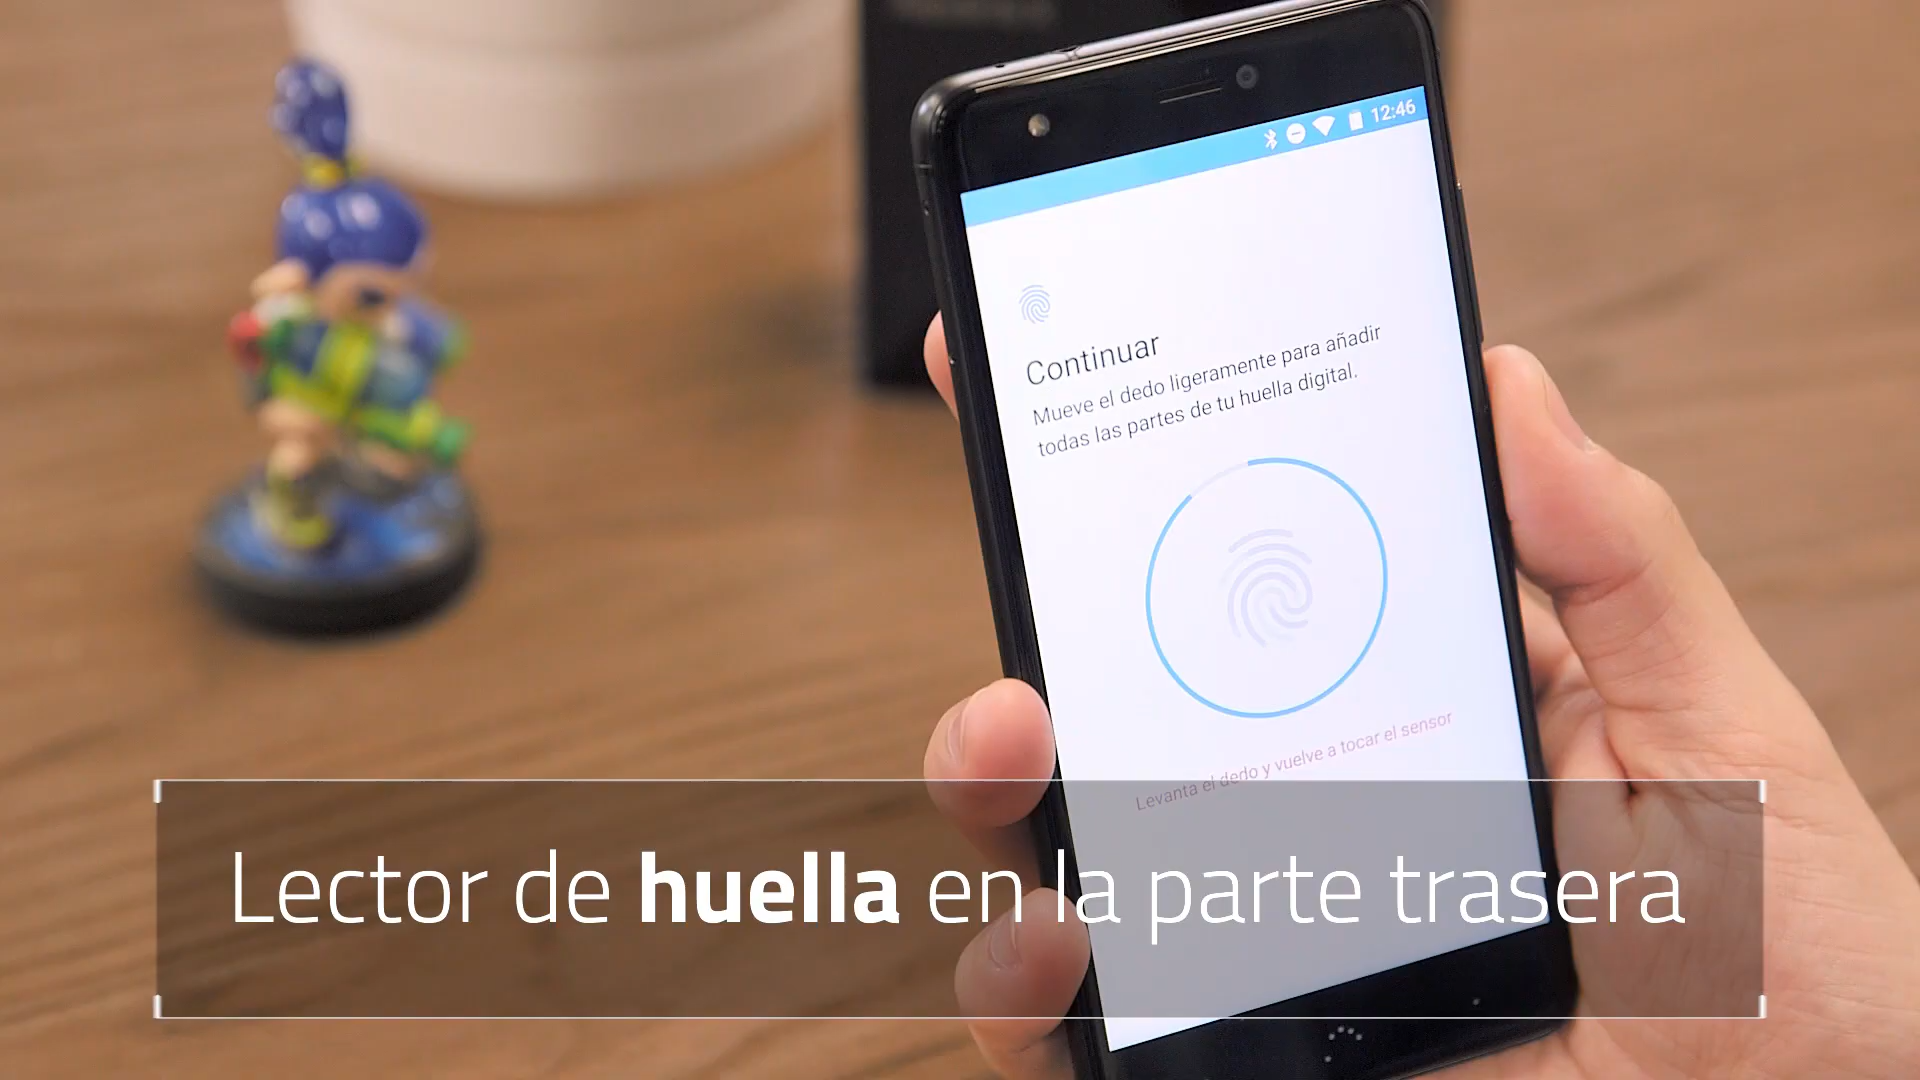 12:46
Continuar
Mueve el dedo ligeramente para añadir
todas las partes de tu huella digital.
Levanta el dedo y vuelve a tocar el sensor
Lector de huella en la parte trasera